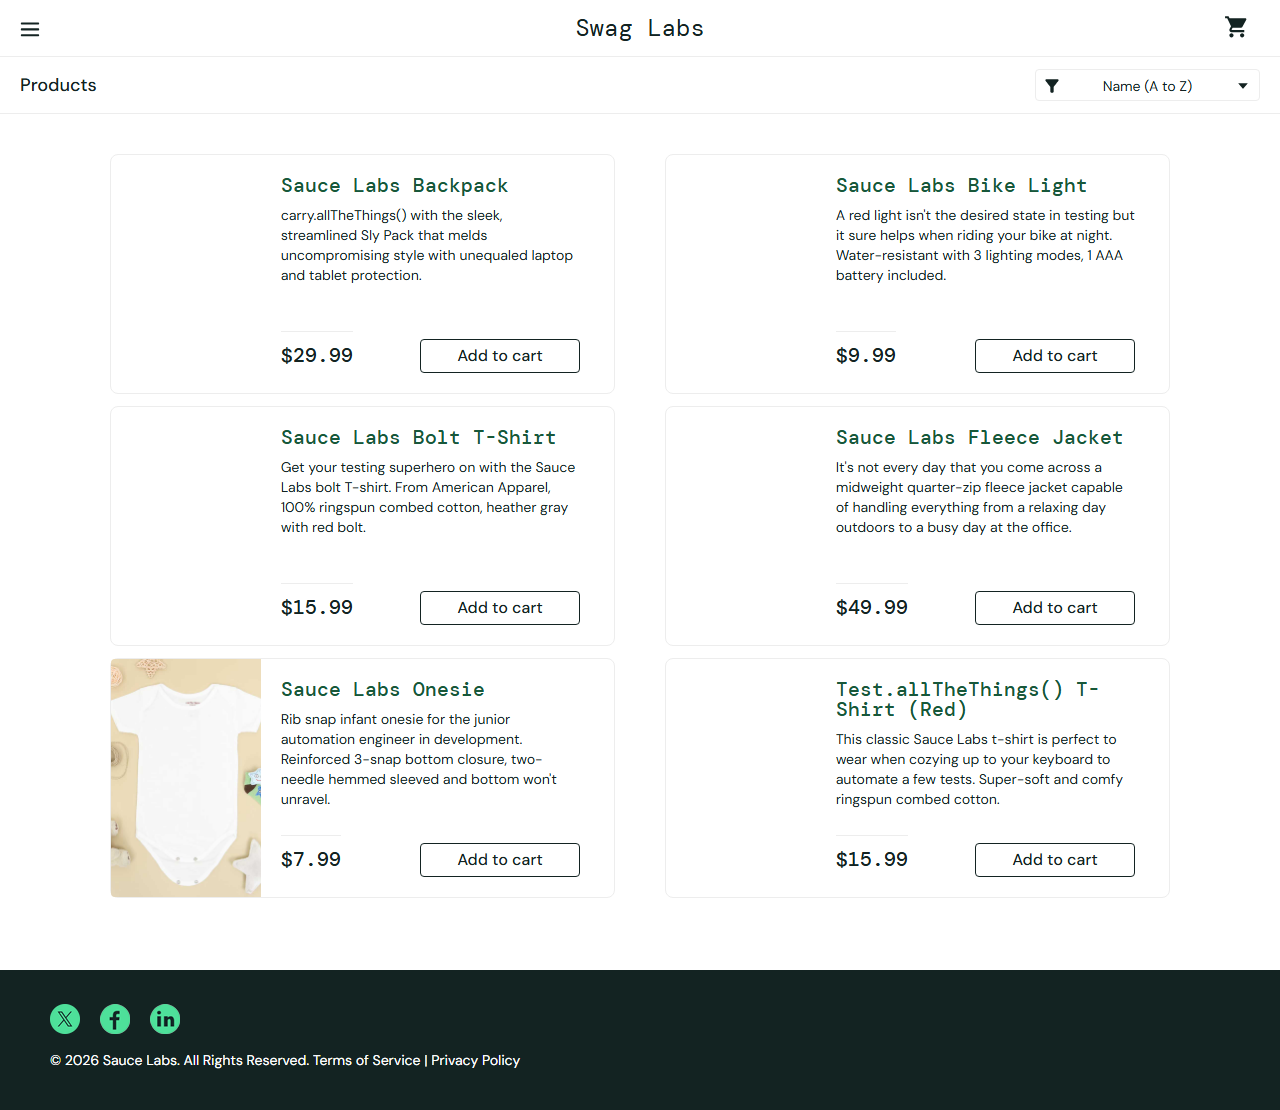 Swag Labs
Products
Name (A to Z)
Sauce Labs Backpack
carry.allTheThings() with the sleek,
streamlined Sly Pack that melds
uncompromising style with unequaled laptop
and tablet protection.
$29.99
Add to cart
Sauce Labs Bike Light
A red light isn't the desired state in testing but
it sure helps when riding your bike at night.
Water-resistant with 3 lighting modes, 1 AAA
battery included.
$9.99
Add to cart
Sauce Labs Bolt T-Shirt
Get your testing superhero on with the Sauce
Labs bolt T-shirt. From American Apparel,
100% ringspun combed cotton, heather gray
with red bolt.
$15.99
Add to cart
Sauce Labs Fleece Jacket
It's not every day that you come across a
midweight quarter-zip fleece jacket capable
of handling everything from a relaxing day
outdoors to a busy day at the office.
$49.99
Add to cart
Sauce Labs Onesie
Rib snap infant onesie for the junior
automation engineer in development.
Reinforced 3-snap bottom closure, two-
needle hemmed sleeved and bottom won't
unravel.
$7.99
Add to cart
Test.allTheThings() T-
Shirt (Red)
This classic Sauce Labs t-shirt is perfect to
wear when cozying up to your keyboard to
automate a few tests. Super-soft and comfy
ringspun combed cotton.
$15.99
Add to cart
© 2026 Sauce Labs. All Rights Reserved. Terms of Service | Privacy Policy